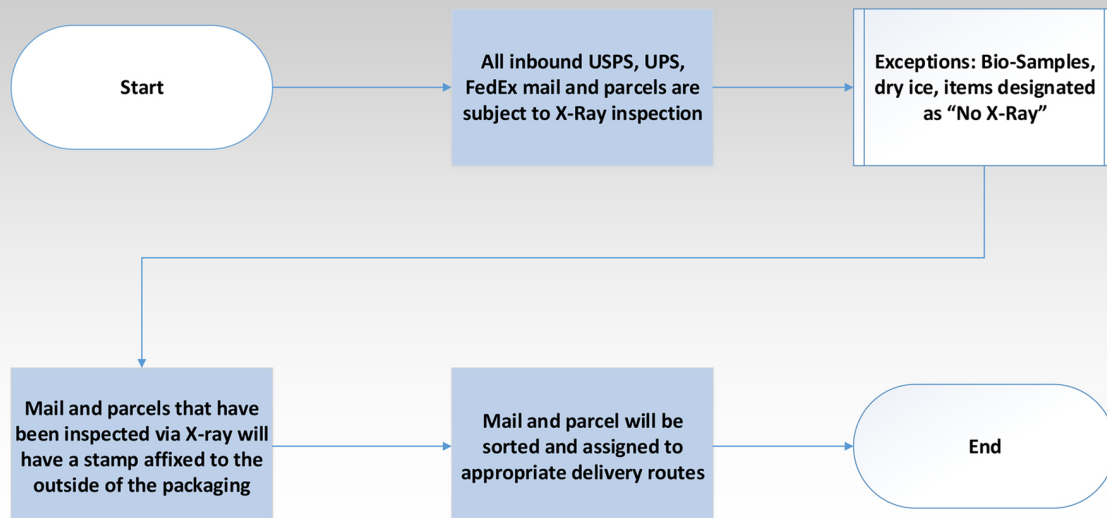 Start
All inbound USPS, UPS,
FedEx mail and parcels are
subject to X-Ray inspection
Exceptions: Bio-Samples,
dry ice, items designated
as “No X-Ray”
Mail and parcels that have
been inspected via X-ray will
have a stamp affixed to the
outside of the packaging
Mail and parcel will be
sorted and assigned to
appropriate delivery routes
End